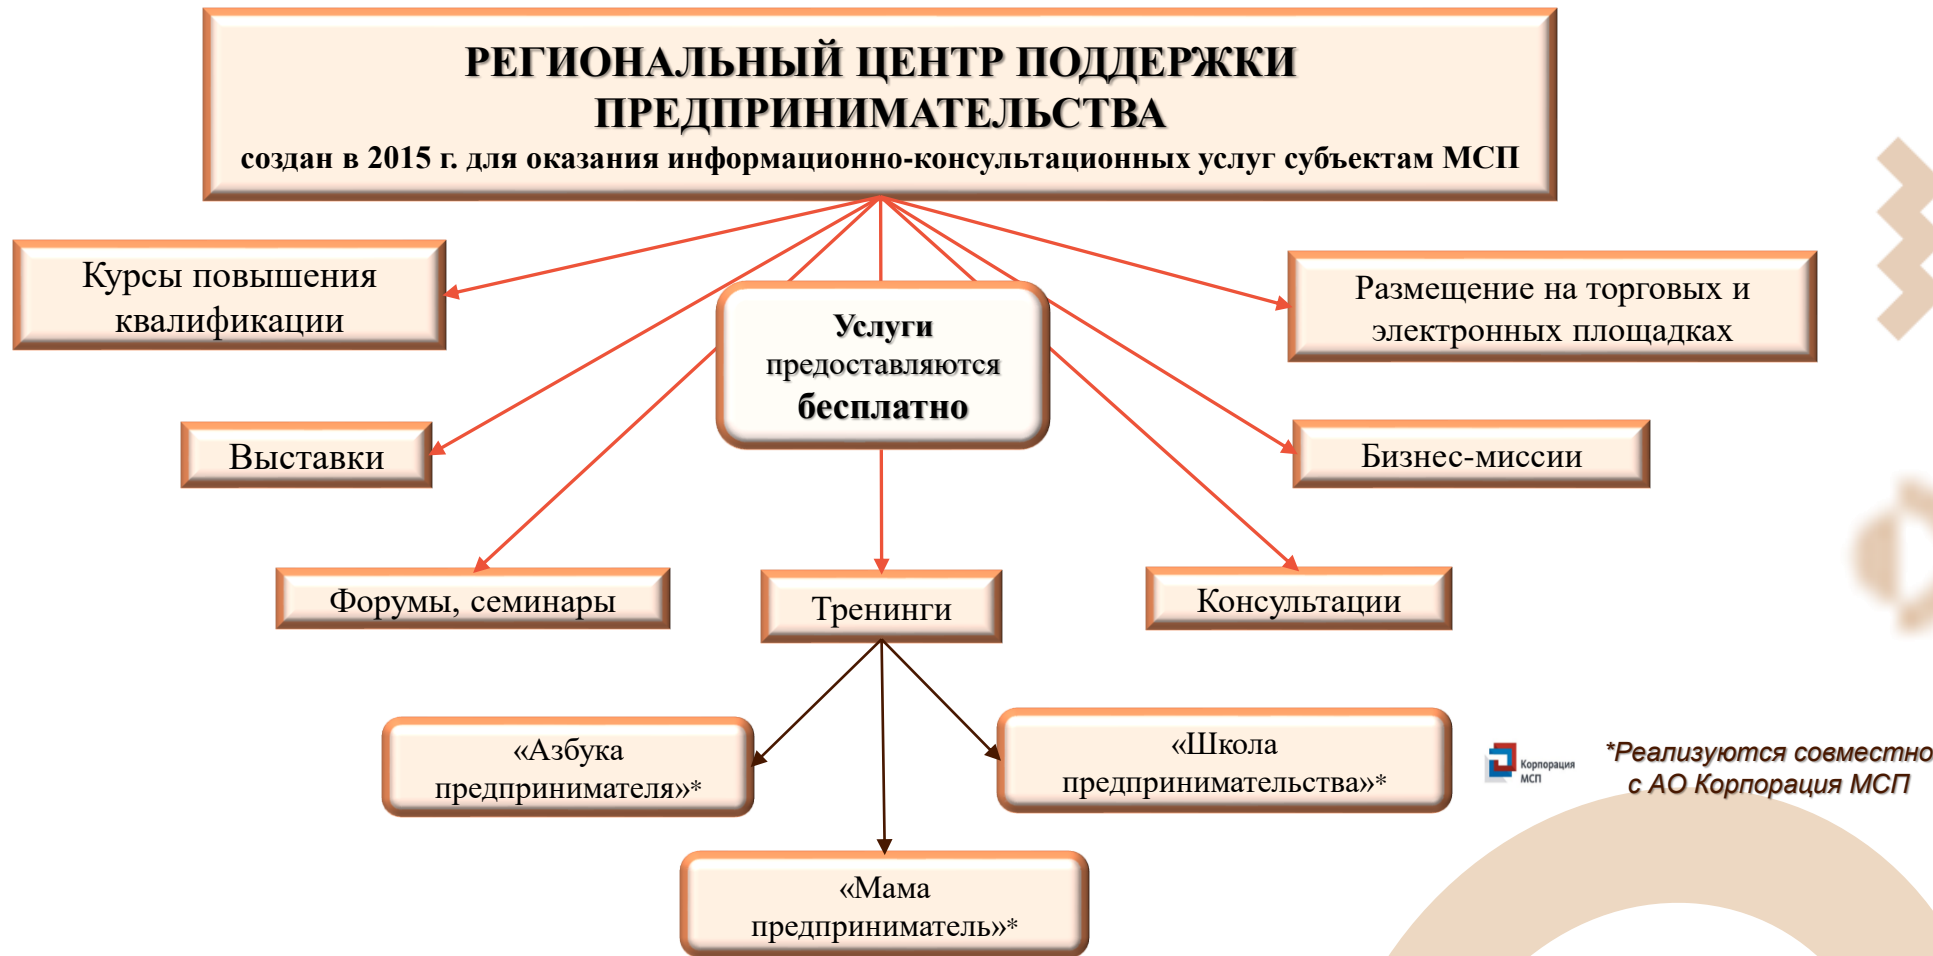 РЕГИОНАЛЬНЫЙ ЦЕНТР ПОДДЕРЖКИ
ПРЕДПРИНИМАТЕЛЬСТВА
создан в 2015 г. для оказания информационно-консультационных услуг субъектам МСП
Курсы повышения
квалификации
Услуги
предоставляются
бесплатно
Размещение на торговых и
электронных площадках
Выставки
Бизнес-миссии
Форумы, семинары
Тренинги
Консультации
«Азбука
предпринимателя»*
«Школа
предпринимательства»*
Корпорация
МСП
*Реализуются совместно
с АО Корпорация МСП
«Мама
предприниматель»*